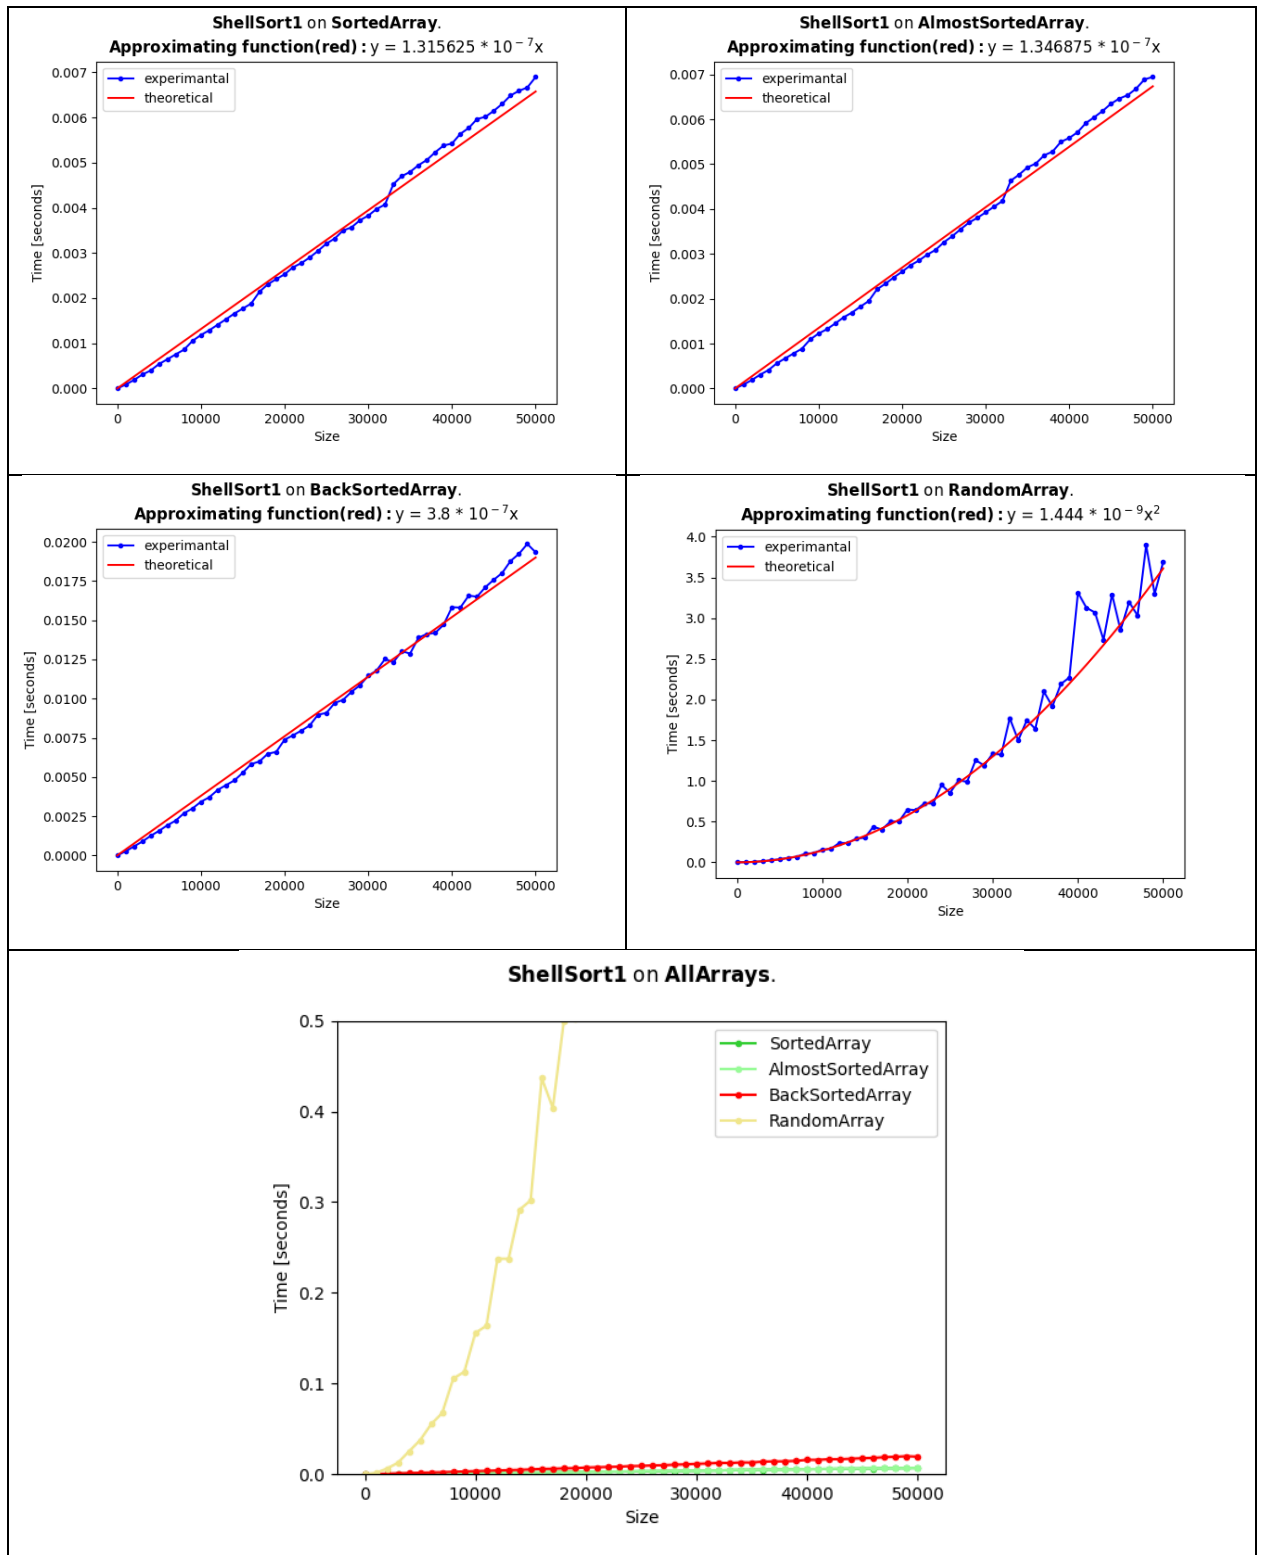 ShellSort1 on SortedArray.
Approximating function(red): y = 1.315625 * 10⁻⁷x
experimantal
theoretical
0.007
0.006
0.005
0.004
0.003
0.002
0.001
0.000
Time [seconds]
0 10000 20000 30000 40000 50000
Size
ShellSort1 on AlmostSortedArray.
Approximating function(red): y = 1.346875 * 10⁻⁷x
experimantal
theoretical
0.007
0.006
0.005
0.004
0.003
0.002
0.001
0.000
Time [seconds]
0 10000 20000 30000 40000 50000
Size
ShellSort1 on BackSortedArray.
Approximating function(red): y = 3.8 * 10⁻⁷x
experimantal
theoretical
0.0200
0.0175
0.0150
0.0125
0.0100
0.0075
0.0050
0.0025
0.0000
Time [seconds]
0 10000 20000 30000 40000 50000
Size
ShellSort1 on RandomArray.
Approximating function(red): y = 1.444 * 10⁻⁹x²
experimantal
theoretical
4.0
3.5
3.0
2.5
2.0
1.5
1.0
0.5
0.0
Time [seconds]
0 10000 20000 30000 40000 50000
Size
ShellSort1 on AllArrays.
SortedArray
AlmostSortedArray
BackSortedArray
RandomArray
0.5
0.4
0.3
0.2
0.1
0.0
Time [seconds]
0 10000 20000 30000 40000 50000
Size